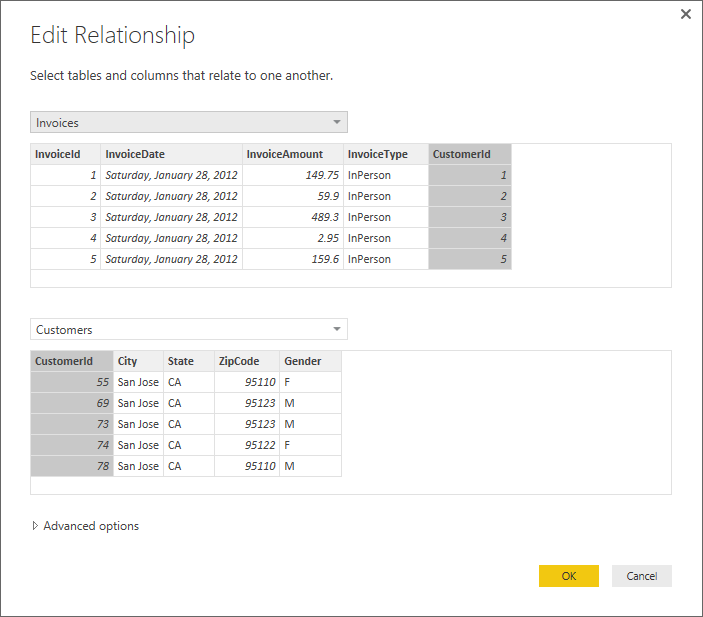 Edit Relationship
Select tables and columns that relate to one another.
Invoices
InvoiceId InvoiceDate InvoiceAmount InvoiceType CustomerId
1 Saturday, January 28, 2012 149.75 InPerson 1
2 Saturday, January 28, 2012 59.9 InPerson 2
3 Saturday, January 28, 2012 489.3 InPerson 3
4 Saturday, January 28, 2012 2.95 InPerson 4
5 Saturday, January 28, 2012 159.6 InPerson 5
Customers
CustomerId City State ZipCode Gender
55 San Jose CA 95110 F
69 San Jose CA 95123 M
73 San Jose CA 95123 M
74 San Jose CA 95122 F
78 San Jose CA 95110 M
Advanced options
OK Cancel